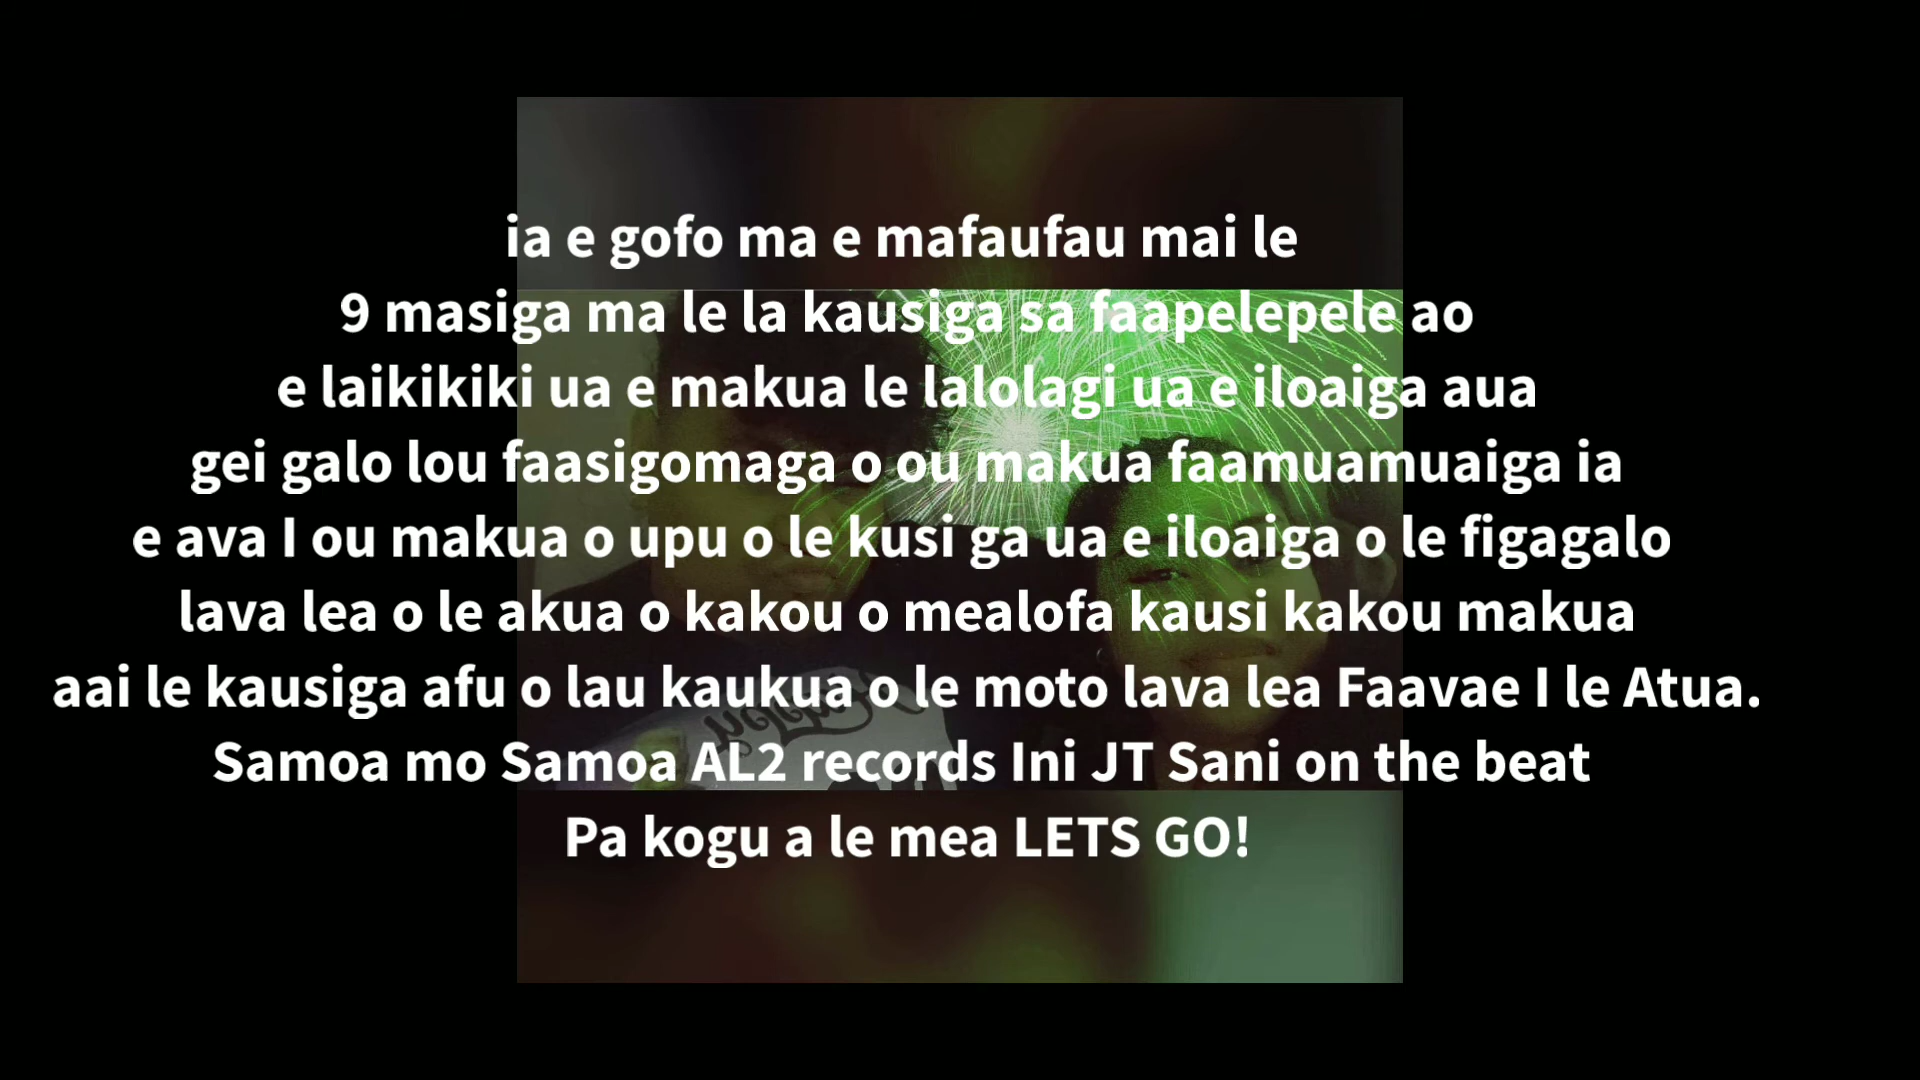 ia e gofo ma e mafaufau mai le
9 masiga ma le la kausiga sa faapelepele ao
e laikikiki ua e makua le lalolagi ua e iloaiga aua
gei galo lou faasigomaga o ou makua faamuamuaiga ia
e ava I ou makua o upu o le kusi ga ua e iloaiga o le figagalo
lava lea o le akua o kakou o mealofa kausi kakou makua
aai le kausiga afu o lau kaukua o le moto lava lea Faavae I le Atua.
Samoa mo Samoa AL2 records Ini JT Sani on the beat
Pa kogu a le mea LETS GO!